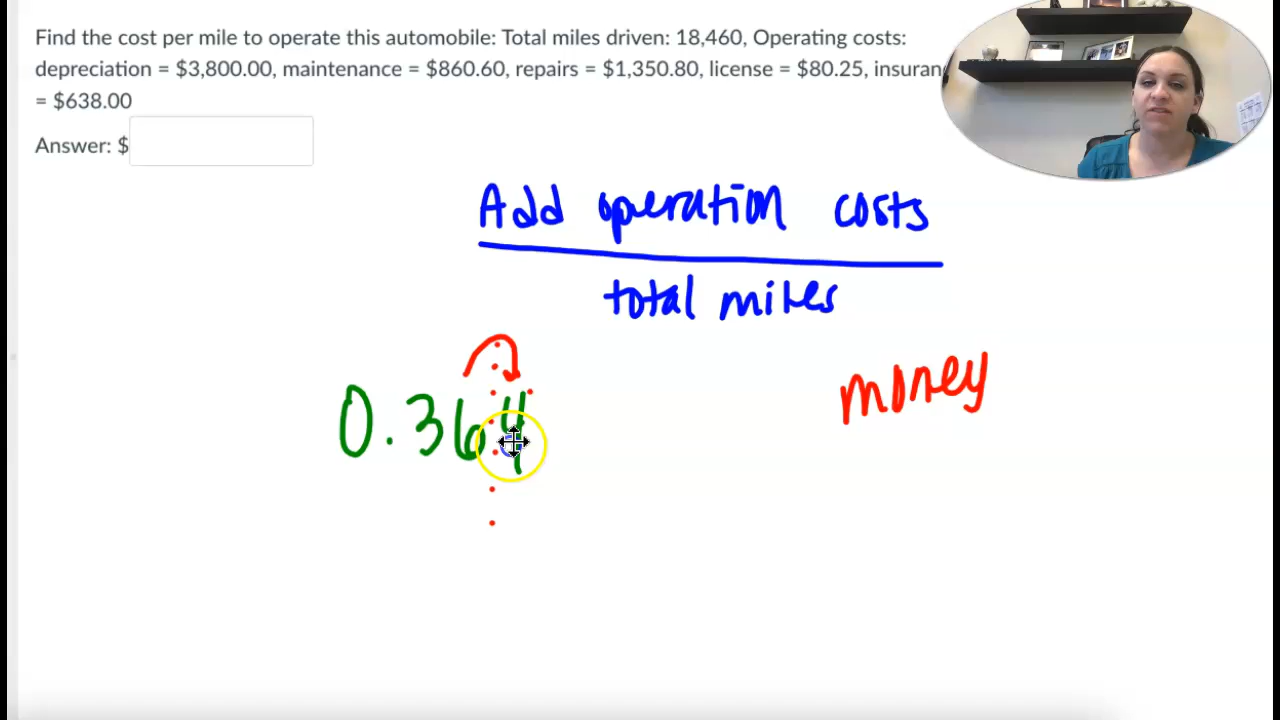 Find the cost per mile to operate this automobile: Total miles driven: 18,460, Operating costs:
depreciation = $3,800.00, maintenance = $860.60, repairs = $1,350.80, license = $80.25, insuran
= $638.00
Answer: $
Add operation costs
total miles
0.364
money